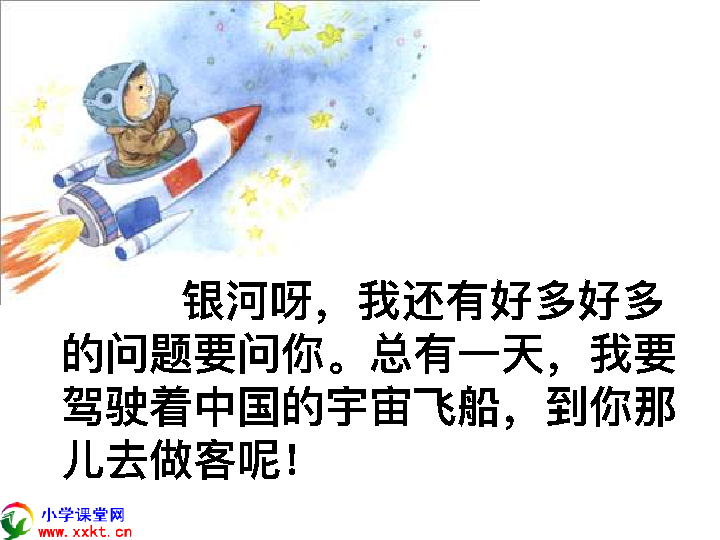 银河呀，我还有好多好多
的问题要问你。总有一天，我要
驾驶着中国的宇宙飞船，到你那
儿去做客呢！
小学课堂网
www.xxkt.cn